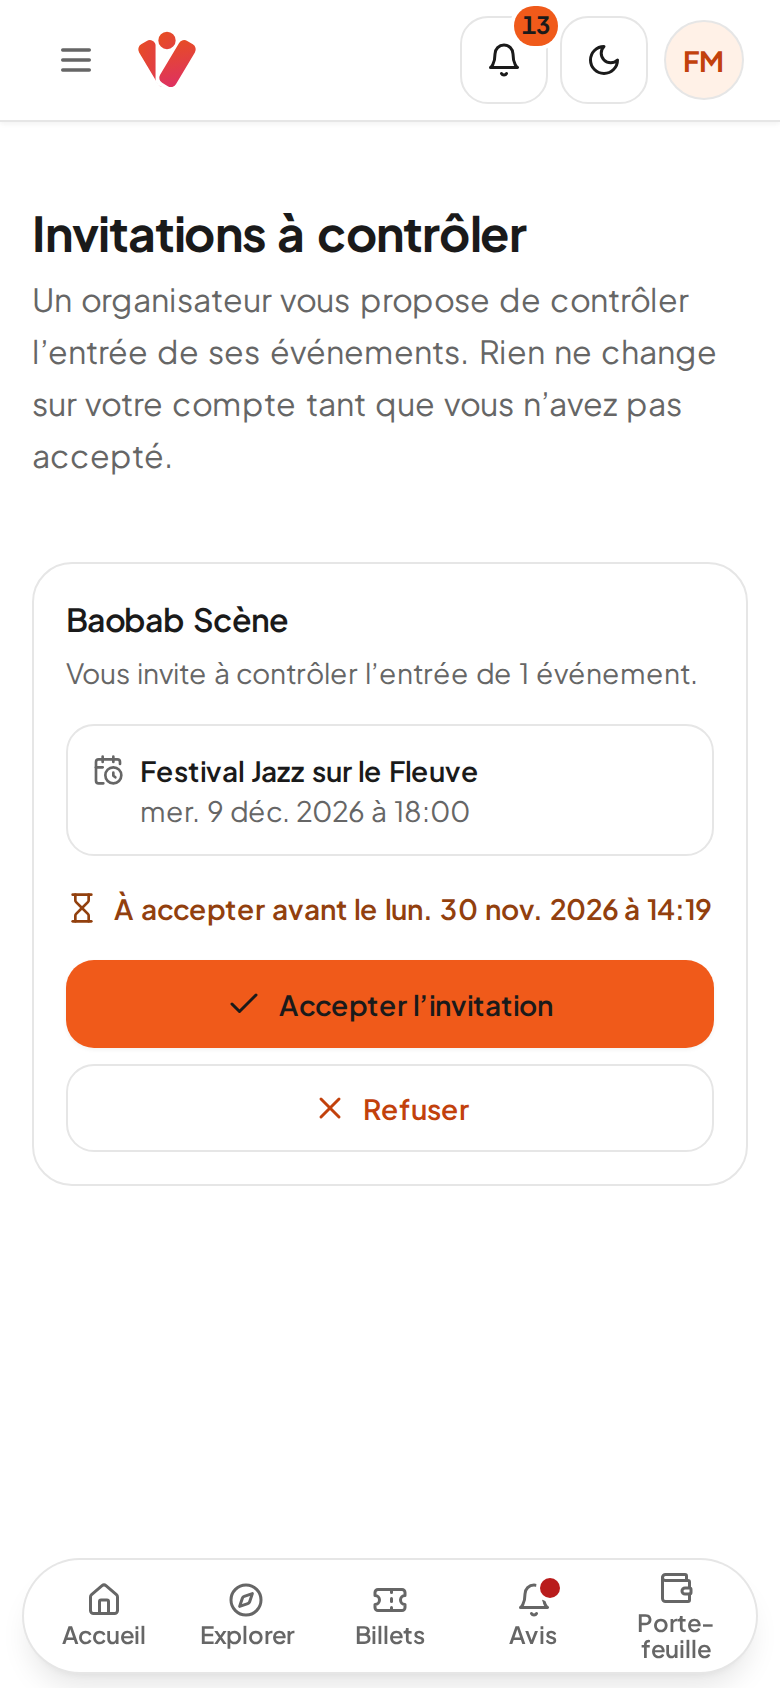 13
FM
Invitations à contrôler
Un organisateur vous propose de contrôler
l’entrée de ses événements. Rien ne change
sur votre compte tant que vous n’avez pas
accepté.
Baobab Scène
Vous invite à contrôler l’entrée de 1 événement.
Festival Jazz sur le Fleuve
mer. 9 déc. 2026 à 18:00
À accepter avant le lun. 30 nov. 2026 à 14:19
Accepter l’invitation
Refuser
Accueil
Explorer
Billets
Avis
Porte-
feuille